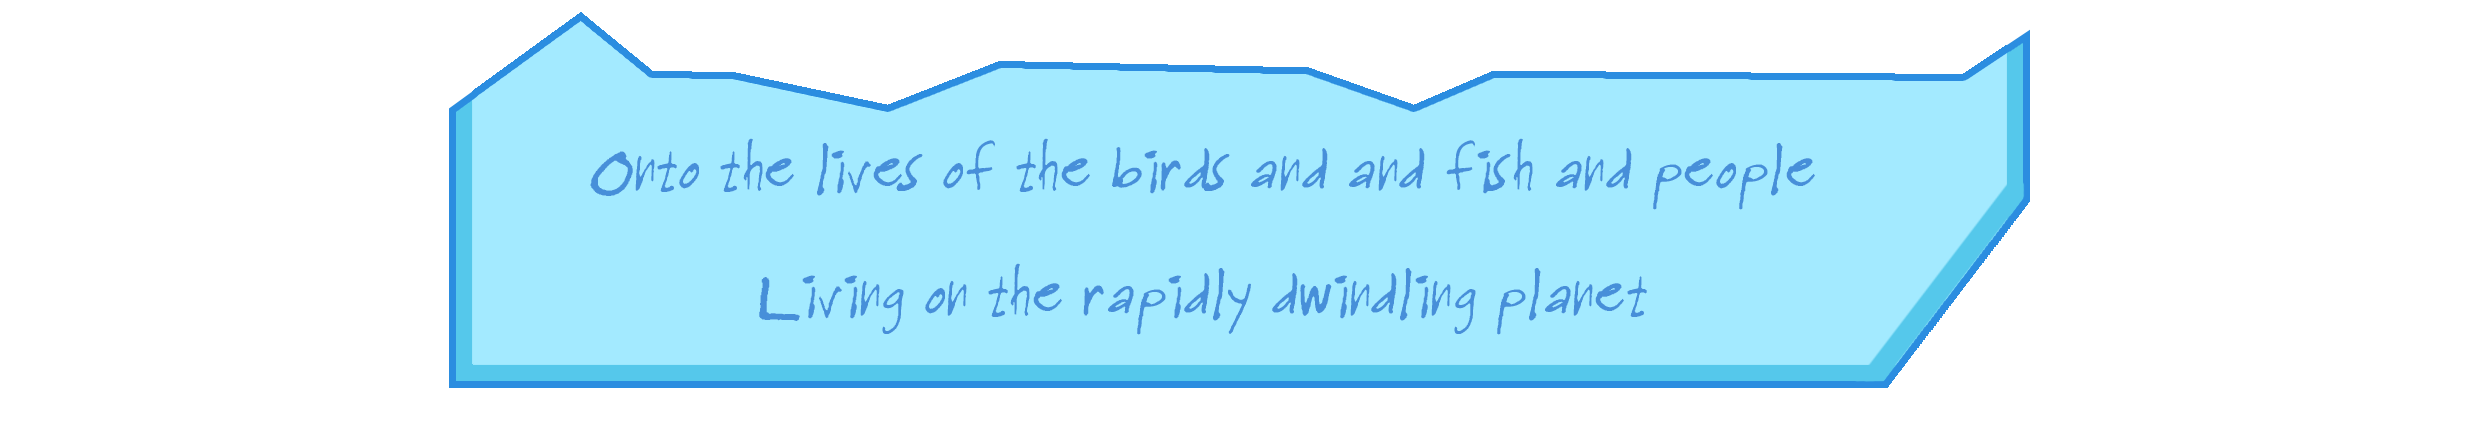 Onto the lives of the birds and and fish and people
Living on the rapidly dwindling planet